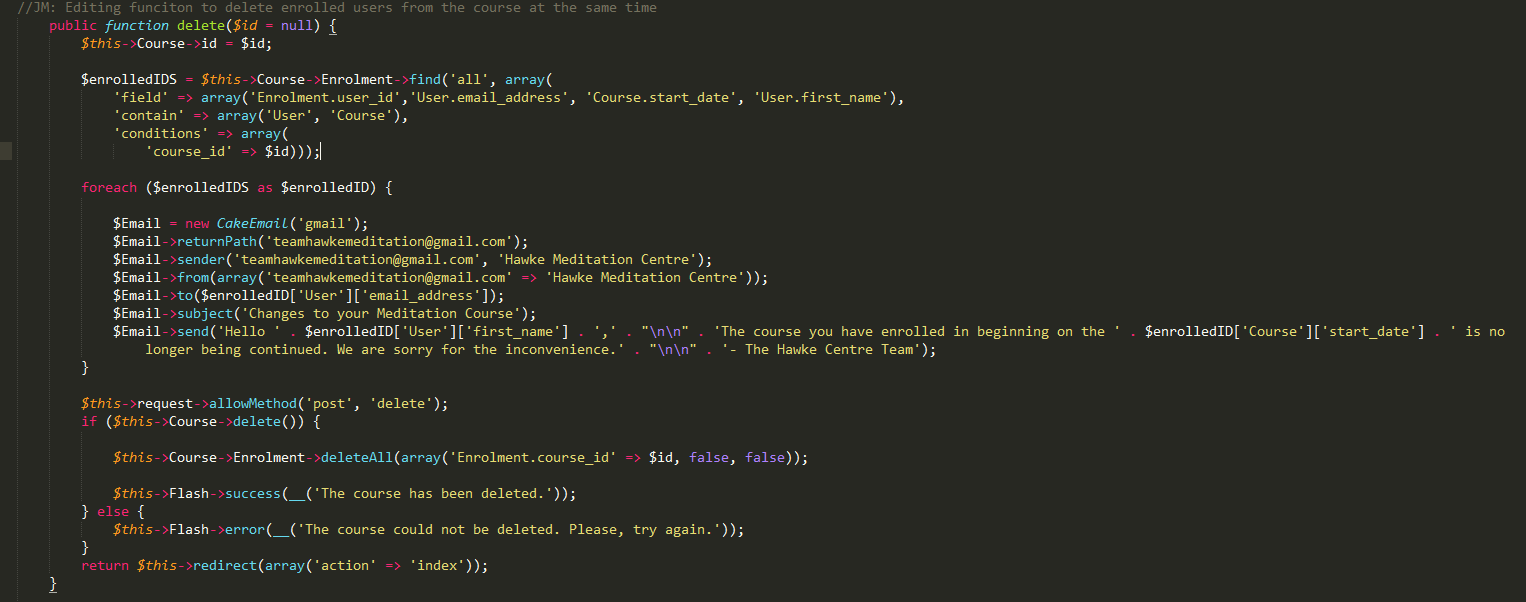 //JM: Editing funciton to delete enrolled users from the course at the same time
public function delete($id = null) {
$this->Course->id = $id;
$enrolledIDS = $this->Course->Enrolment->find('all', array(
'field' => array('Enrolment.user_id','User.email_address', 'Course.start_date', 'User.first_name'),
'contain' => array('User', 'Course'),
'conditions' => array(
'course_id' => $id)));
foreach ($enrolledIDS as $enrolledID) {
$Email = new CakeEmail('gmail');
$Email->returnPath('teamhawkemeditation@gmail.com');
$Email->sender('teamhawkemeditation@gmail.com', 'Hawke Meditation Centre');
$Email->from(array('teamhawkemeditation@gmail.com' => 'Hawke Meditation Centre'));
$Email->to($enrolledID['User']['email_address']);
$Email->subject('Changes to your Meditation Course');
$Email->send('Hello ' . $enrolledID['User']['first_name'] . ',' . "\n\n" . 'The course you have enrolled in beginning on the ' . $enrolledID['Course']['start_date'] . ' is no
longer being continued. We are sorry for the inconvenience.' . "\n\n" . '- The Hawke Centre Team');
}
$this->request->allowMethod('post', 'delete');
if ($this->Course->delete()) {
$this->Course->Enrolment->deleteAll(array('Enrolment.course_id' => $id, false, false));
$this->Flash->success(__('The course has been deleted.'));
} else {
$this->Flash->error(__('The course could not be deleted. Please, try again.'));
}
return $this->redirect(array('action' => 'index'));
}